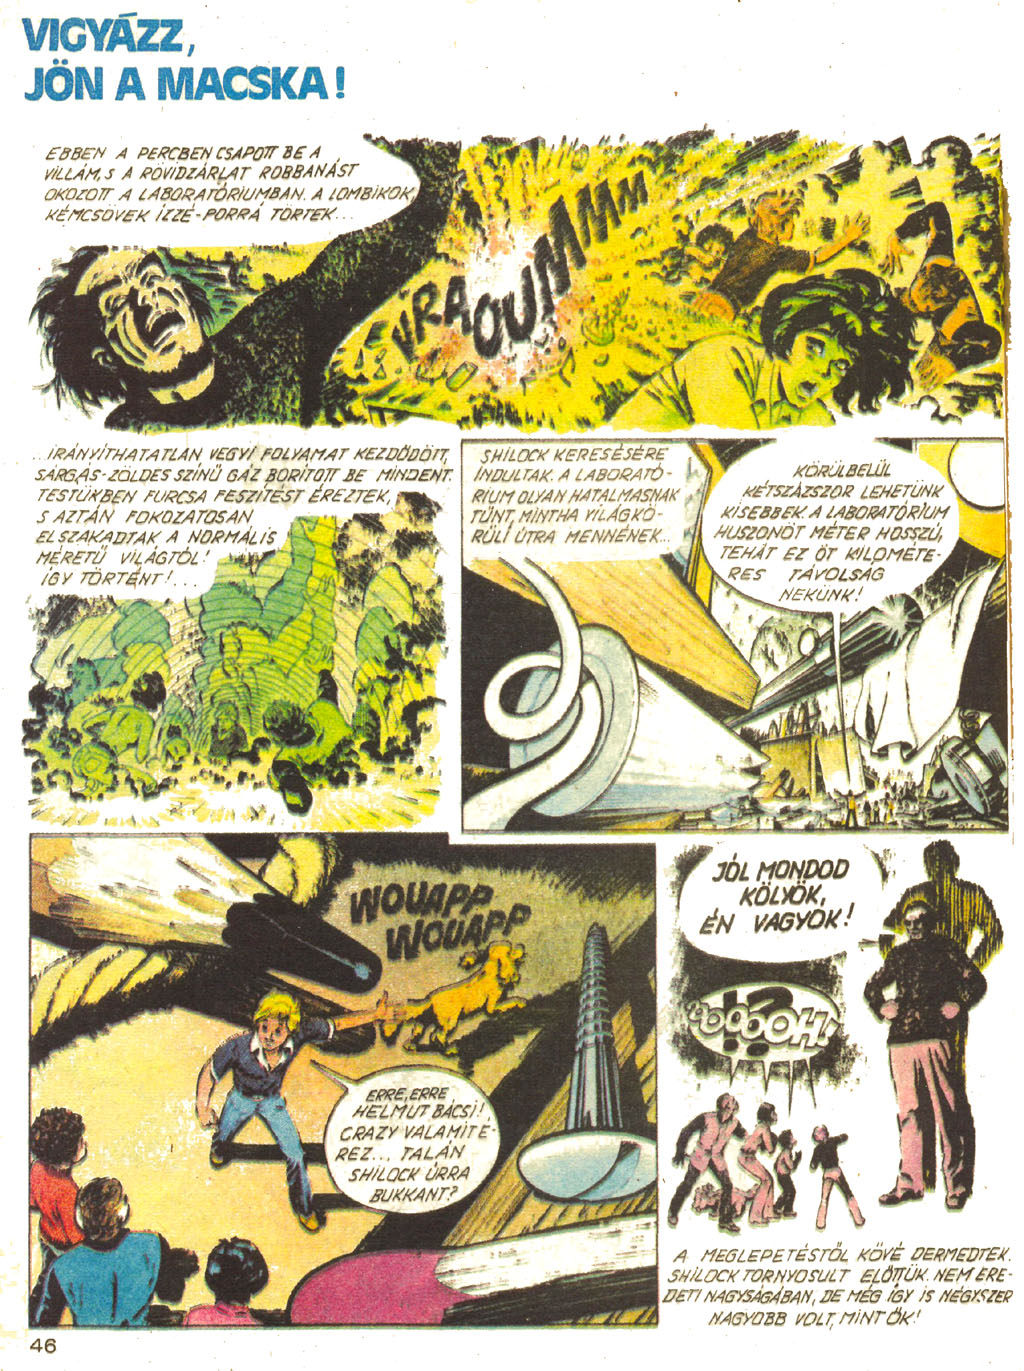 VIGYÁZZ,
JÖN A MACSKA!
EBBEN A PERCBEN CSAPOTT BE A
VILLÁM, S A RÖVIDZÁRLAT ROBBANÁST
OKOZOTT A LABORATÓRIUMBAN. A LOMBIKOK,
KÉMCSÖVEK ÍZZÉ-PORRÁ TÖRTEK...
VRAOUMMMM
...IRÁNYÍTHATATLAN VEGYI FOLYAMAT KEZDŐDÖTT,
SÁRGÁS-ZÖLDES SZÍNŰ GÁZ BORÍTOTT BE MINDENT.
TESTÜKBEN FURCSA FESZÍTÉST ÉREZTEK,
S AZTÁN FOKOZATOSAN
ELSZAKADTAK A NORMÁLIS
MÉRETŰ VILÁGTÓL!
ÍGY TÖRTÉNT!...
SHILOCK KERESÉSÉRE
INDULTAK. A LABORATÓ-
RIUM OLYAN HATALMASNAK
TŰNT, MINTHA VILÁGKÖ-
RÜLI ÚTRA MENNÉNEK...
KÖRÜLBELÜL
KÉTSZÁZSZOR LEHETÜNK
KISEBBEK. A LABORATÓRIUM
HUSZONÖT MÉTER HOSSZÚ,
TEHÁT EZ ÖT KILOMÉTE-
RES TÁVOLSÁG
NEKÜNK!
WOUAPP
WOUAPP
ERRE, ERRE
HELMUT BÁCSI!
CRAZY VALAMIT É-
REZ... TALÁN
SHILOCK ÚRRA
BUKKANT?
JÓL MONDOD
KÖLYÖK,
ÉN VAGYOK!
OOOOOH!
!?
A MEGLEPETÉSTŐL KŐVÉ DERMEDTEK.
SHILOCK TORNYOSULT ELŐTTÜK. NEM ERE-
DETI NAGYSÁGÁBAN, DE MÉG ÍGY IS NÉGYSZER
NAGYOBB VOLT, MINT ŐK!
46